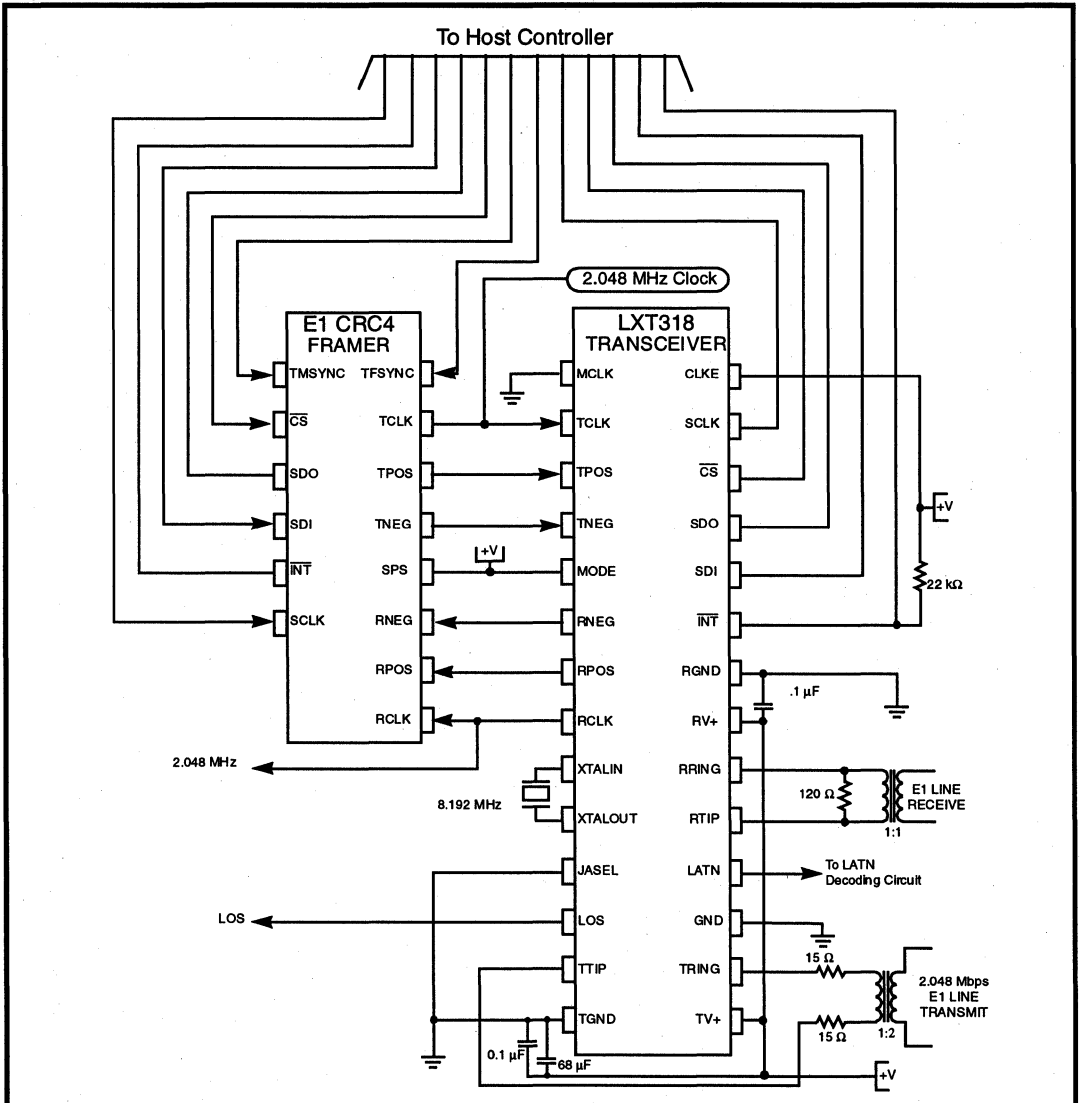 To Host Controller
2.048 MHz Clock
E1 CRC4
FRAMER
TMSYNC
TFSYNC
CS
TCLK
SDO
TPOS
SDI
TNEG
INT
SPS
SCLK
RNEG
RPOS
RCLK
+V
2.048 MHz
8.192 MHz
LOS
LXT318
TRANSCEIVER
MCLK
CLKE
TCLK
SCLK
TPOS
CS
TNEG
SDO
MODE
SDI
RNEG
INT
RPOS
RGND
RCLK
RV+
XTALIN
RRING
XTALOUT
RTIP
JASEL
LATN
LOS
GND
TTIP
TRING
TGND
TV+
+V
22 kΩ
.1 µF
120 Ω
1:1
E1 LINE
RECEIVE
To LATN
Decoding Circuit
15 Ω
15 Ω
1:2
2.048 Mbps
E1 LINE
TRANSMIT
0.1 µF
68 µF
+V